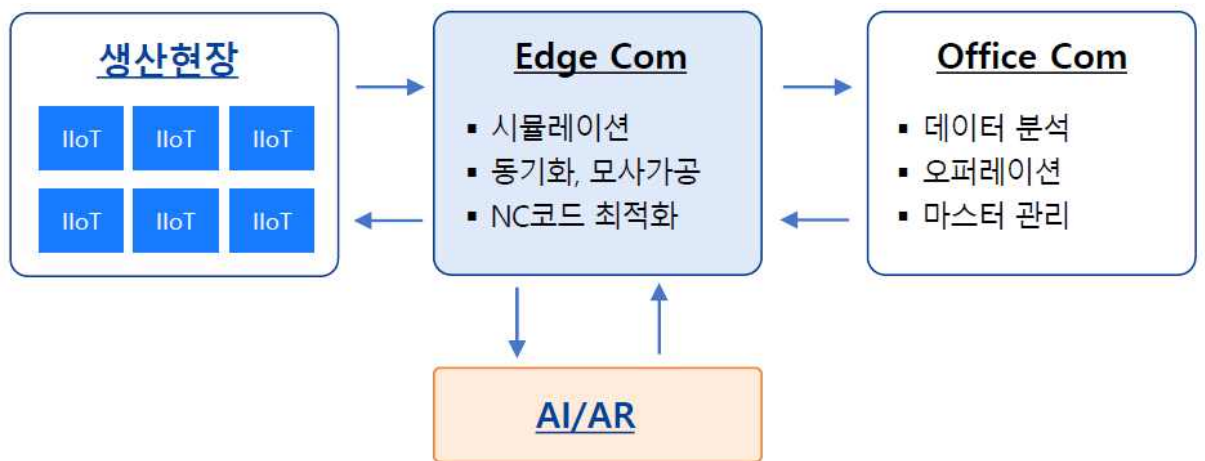 생산현장
IIoT IIoT IIoT
IIoT IIoT IIoT
Edge Com
▪ 시뮬레이션
▪ 동기화, 모사가공
▪ NC코드 최적화
Office Com
▪ 데이터 분석
▪ 오퍼레이션
▪ 마스터 관리
AI/AR